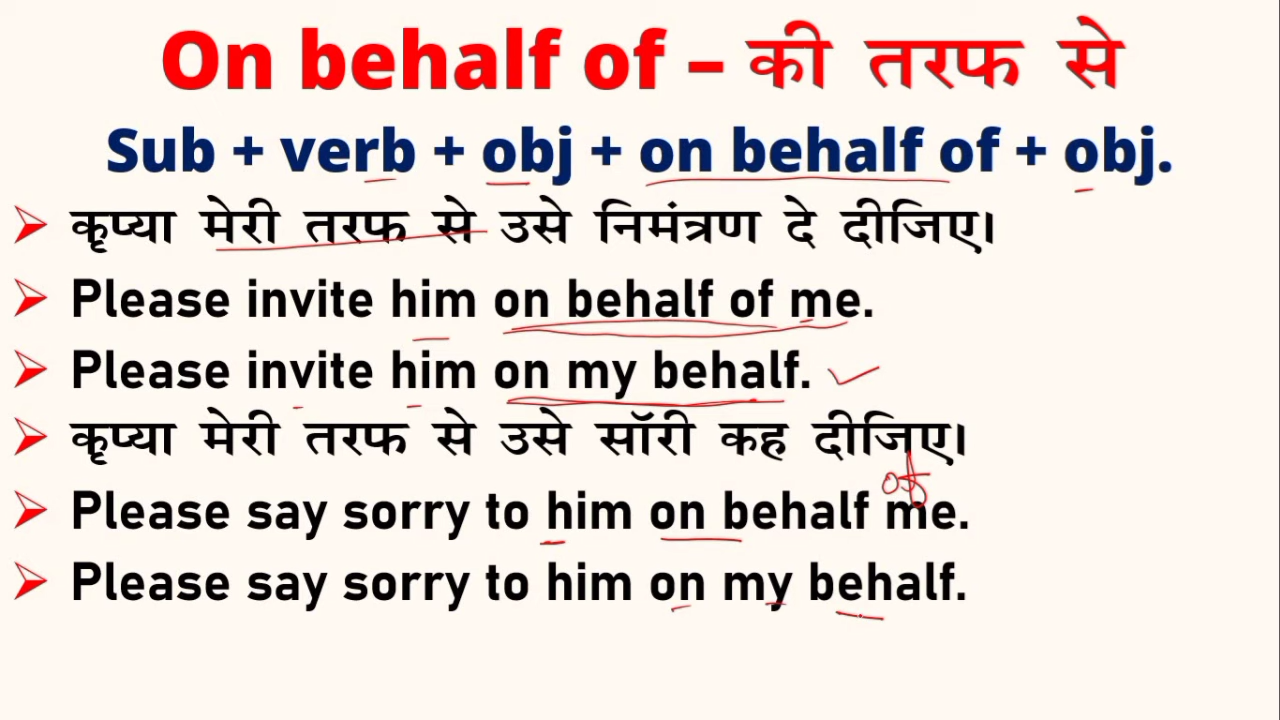 On behalf of – की तरफ से
Sub + verb + obj + on behalf of + obj.
कृप्या मेरी तरफ से उसे निमंत्रण दे दीजिए।
Please invite him on behalf of me.
Please invite him on my behalf.
कृप्या मेरी तरफ से उसे सॉरी कह दीजिए।
of
Please say sorry to him on behalf me.
Please say sorry to him on my behalf.